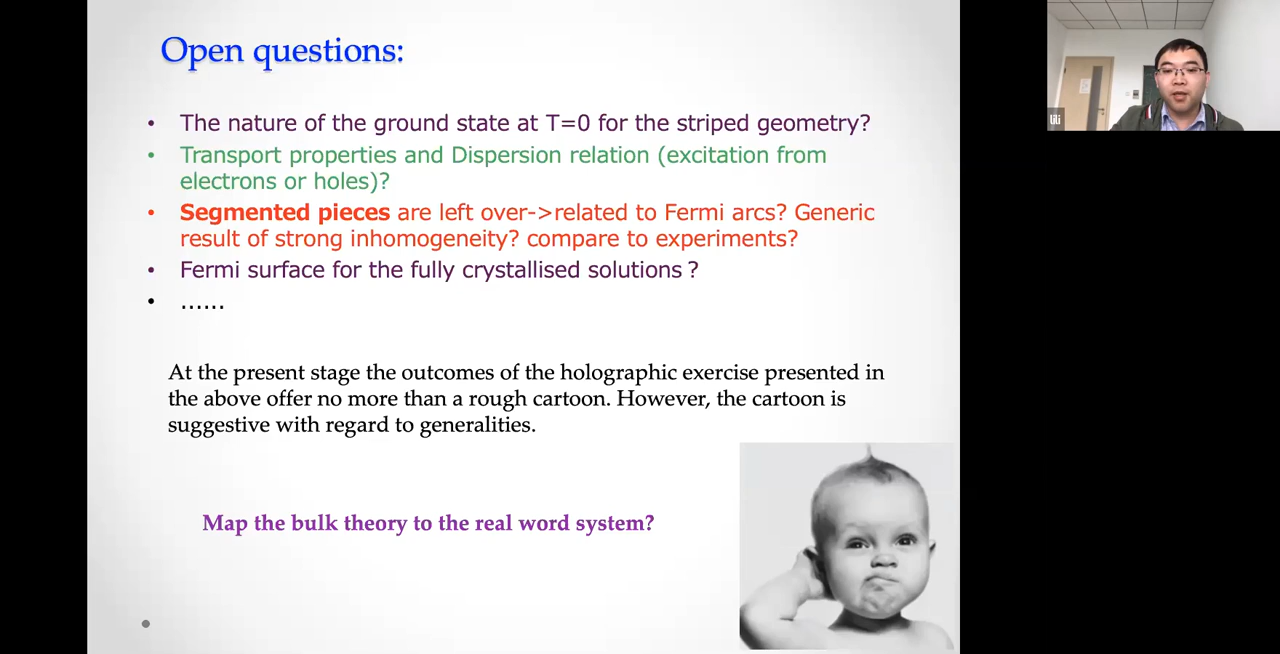 Open questions:
• The nature of the ground state at T=0 for the striped geometry?
• Transport properties and Dispersion relation (excitation from
electrons or holes)?
• Segmented pieces are left over->related to Fermi arcs? Generic
result of strong inhomogeneity? compare to experiments?
• Fermi surface for the fully crystallised solutions ?
• ......
At the present stage the outcomes of the holographic exercise presented in
the above offer no more than a rough cartoon. However, the cartoon is
suggestive with regard to generalities.
Map the bulk theory to the real word system?
lili